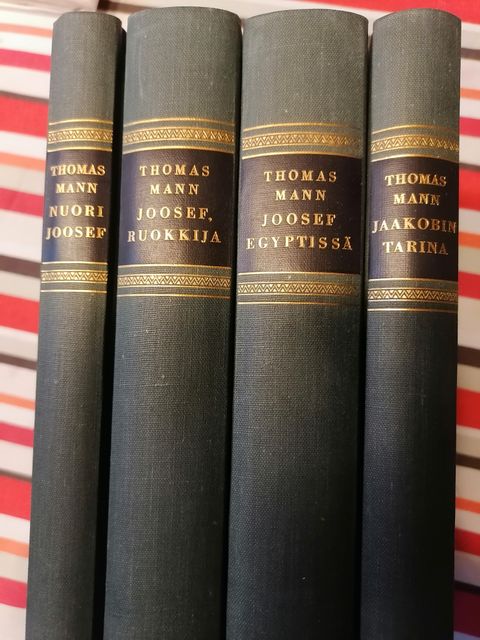 THOMAS
MANN
NUORI
JOOSEF
THOMAS
MANN
JOOSEF,
RUOKKIJA
THOMAS
MANN
JOOSEF
EGYPTISSÄ
THOMAS
MANN
JAAKOBIN
TARINA